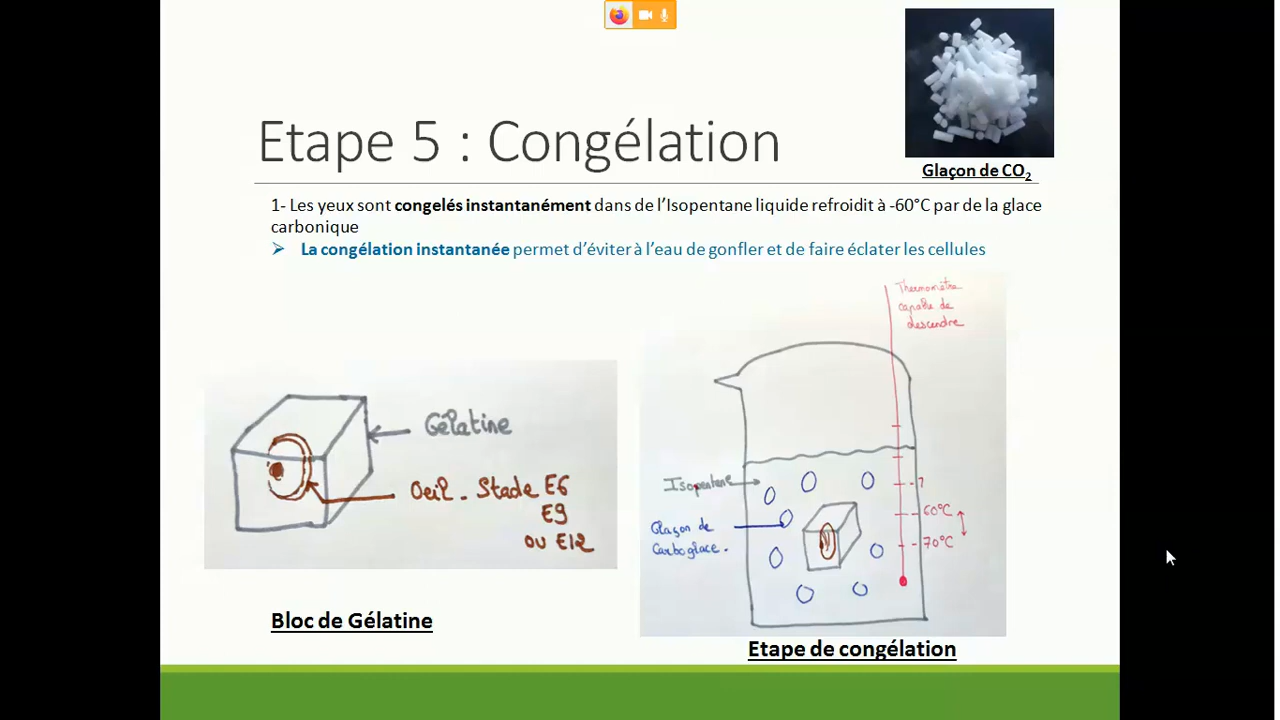 Glaçon de CO₂
Etape 5 : Congélation
1- Les yeux sont congelés instantanément dans de l’Isopentane liquide refroidit à -60°C par de la glace
carbonique
La congélation instantanée permet d’éviter à l’eau de gonfler et de faire éclater les cellules
Gélatine
Oeil - Stade E6
E9
ou E12
Bloc de Gélatine
Thermomètre
capable de
descendre
Isopentane
Glaçon de
Carboglace.
60°C
70°C
Etape de congélation